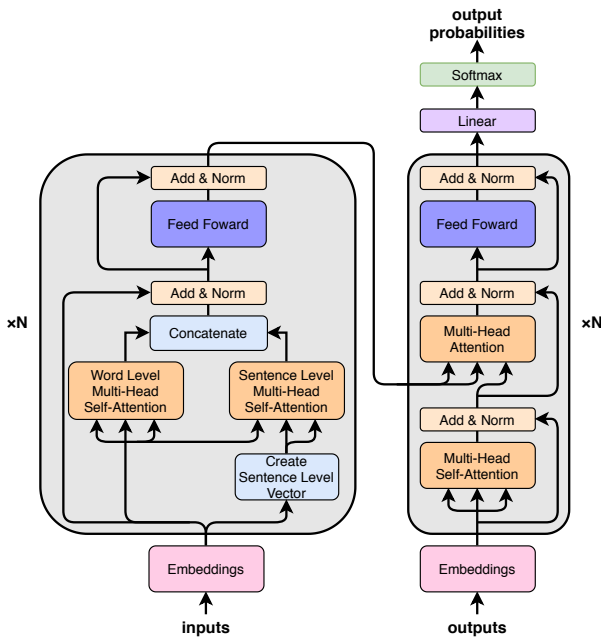 output
probabilities
Softmax
Linear
Add & Norm
Feed Foward
Add & Norm
Concatenate
Word Level
Multi-Head
Self-Attention
Sentence Level
Multi-Head
Self-Attention
Create
Sentence Level
Vector
×N
Embeddings
inputs
Add & Norm
Feed Foward
Add & Norm
Multi-Head
Attention
Add & Norm
Multi-Head
Self-Attention
×N
Embeddings
outputs